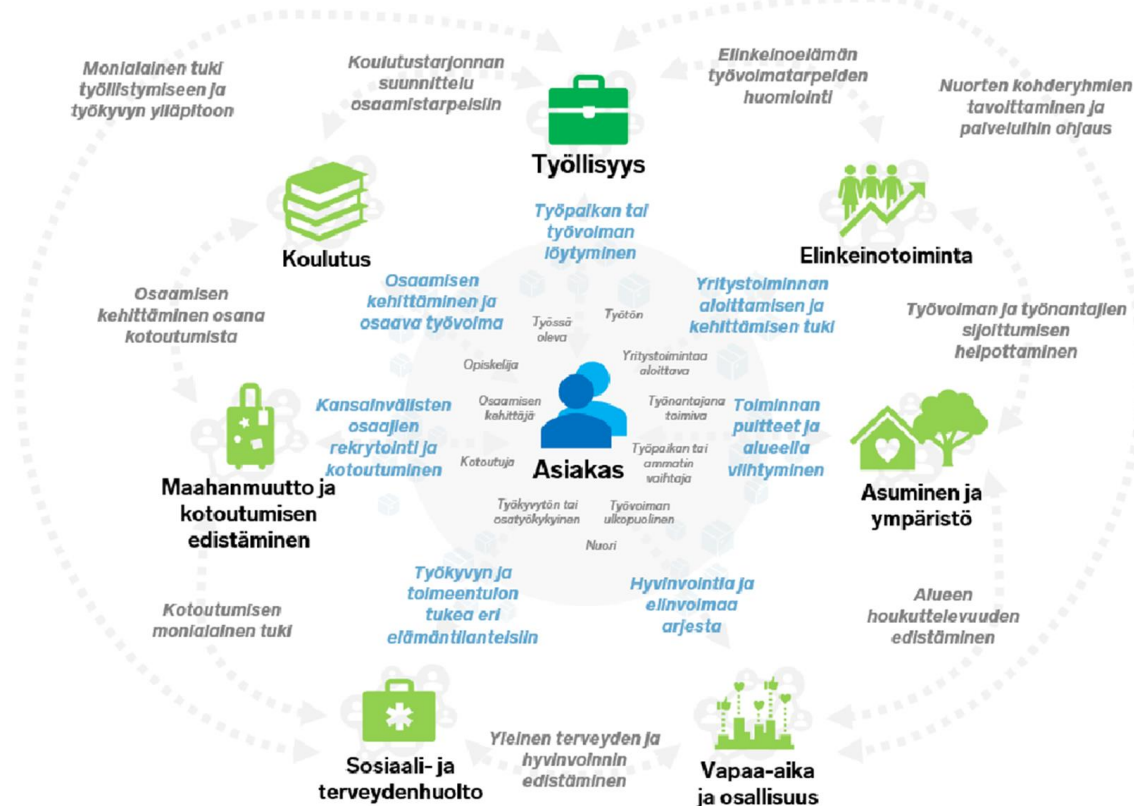 Monialainen tuki
työllistymiseen ja
työkyvyn ylläpitoon
Koulutustarjonnan
suunnittelu
osaamistarpeisiin
Elinkeinoelämän
työvoimatarpeiden
huomiointi
Nuorten kohderyhmien
tavoittaminen ja
palveluihin ohjaus
Työllisyys
Koulutus
Elinkeinotoiminta
Työpaikan tai
työvoiman
löytyminen
Osaamisen
kehittäminen ja
osaava työvoima
Yritystoiminnan
aloittamisen ja
kehittämisen tuki
Osaamisen
kehittäminen osana
kotoutumista
Työvoiman ja työnantajien
sijoittumisen
helpottaminen
Työssä
oleva
Työtön
Opiskelija
Yritystoimintaa
aloittava
Osaamisen
kehittäjä
Työnantajana
toimiva
Kotoutuja
Työpaikan tai
ammatin
vaihtaja
Asiakas
Työkyvytön tai
osatyökykyinen
Työvoiman
ulkopuolinen
Nuori
Kansainvälisten
osaajien
rekrytointi ja
kotoutuminen
Toiminnan
puitteet ja
alueella
viihtyminen
Maahanmuutto ja
kotoutumisen
edistäminen
Asuminen ja
ympäristö
Työkyvyn ja
toimeentulon
tukea eri
elämäntilanteisiin
Hyvinvointia ja
elinvoimaa
arjesta
Kotoutumisen
monialainen tuki
Alueen
houkuttelevuuden
edistäminen
Sosiaali- ja
terveydenhuolto
Yleinen terveyden ja
hyvinvoinnin
edistäminen
Vapaa-aika
ja osallisuus